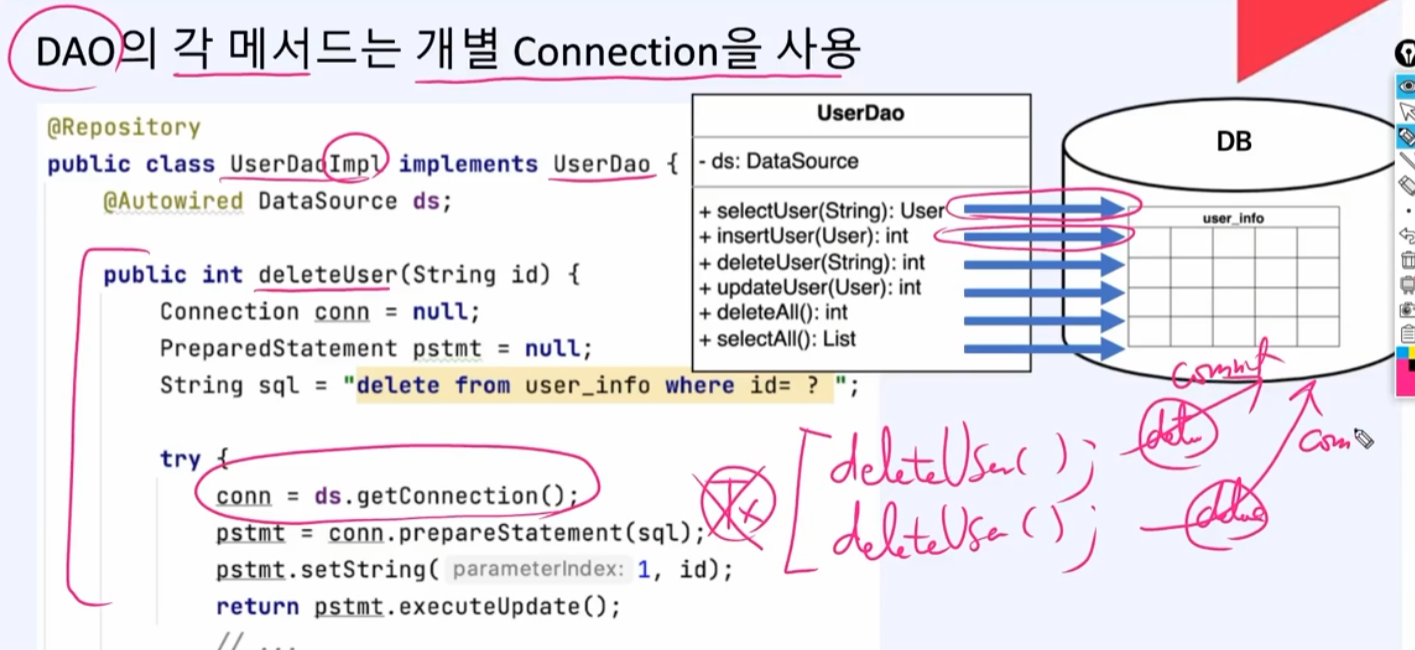 DAO의 각 메서드는 개별 Connection을 사용
@Repository
public class UserDaoImpl implements UserDao {
@Autowired DataSource ds;
public int deleteUser(String id) {
Connection conn = null;
PreparedStatement pstmt = null;
String sql = "delete from user_info where id= ? ";
try {
conn = ds.getConnection();
pstmt = conn.prepareStatement(sql);
pstmt.setString( parameterIndex: 1, id);
return pstmt.executeUpdate();
// ...
UserDao
- ds: DataSource
+ selectUser(String): User
+ insertUser(User): int
+ deleteUser(String): int
+ updateUser(User): int
+ deleteAll(): int
+ selectAll(): List
DB
user_info
commit
Tx
deleteUser( );
deleteUser( );
com